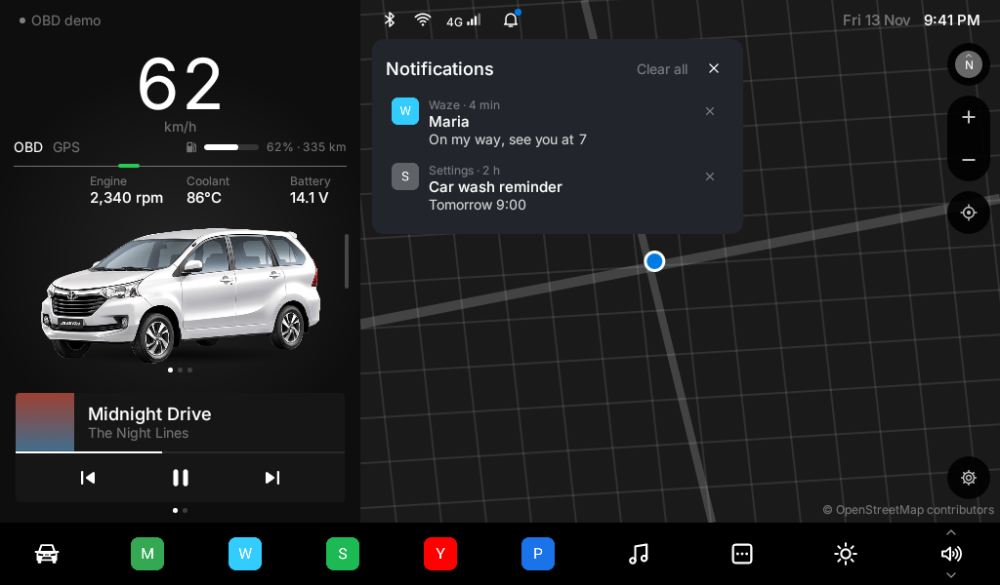 OBD demo
4G
Fri 13 Nov 9:41 PM
62
km/h
OBD GPS
62% · 335 km
Engine Coolant Battery
2,340 rpm 86°C 14.1 V
Midnight Drive
The Night Lines
Notifications
Clear all
W
Waze · 4 min
Maria
On my way, see you at 7
S
Settings · 2 h
Car wash reminder
Tomorrow 9:00
N
© OpenStreetMap contributors
M W S Y P